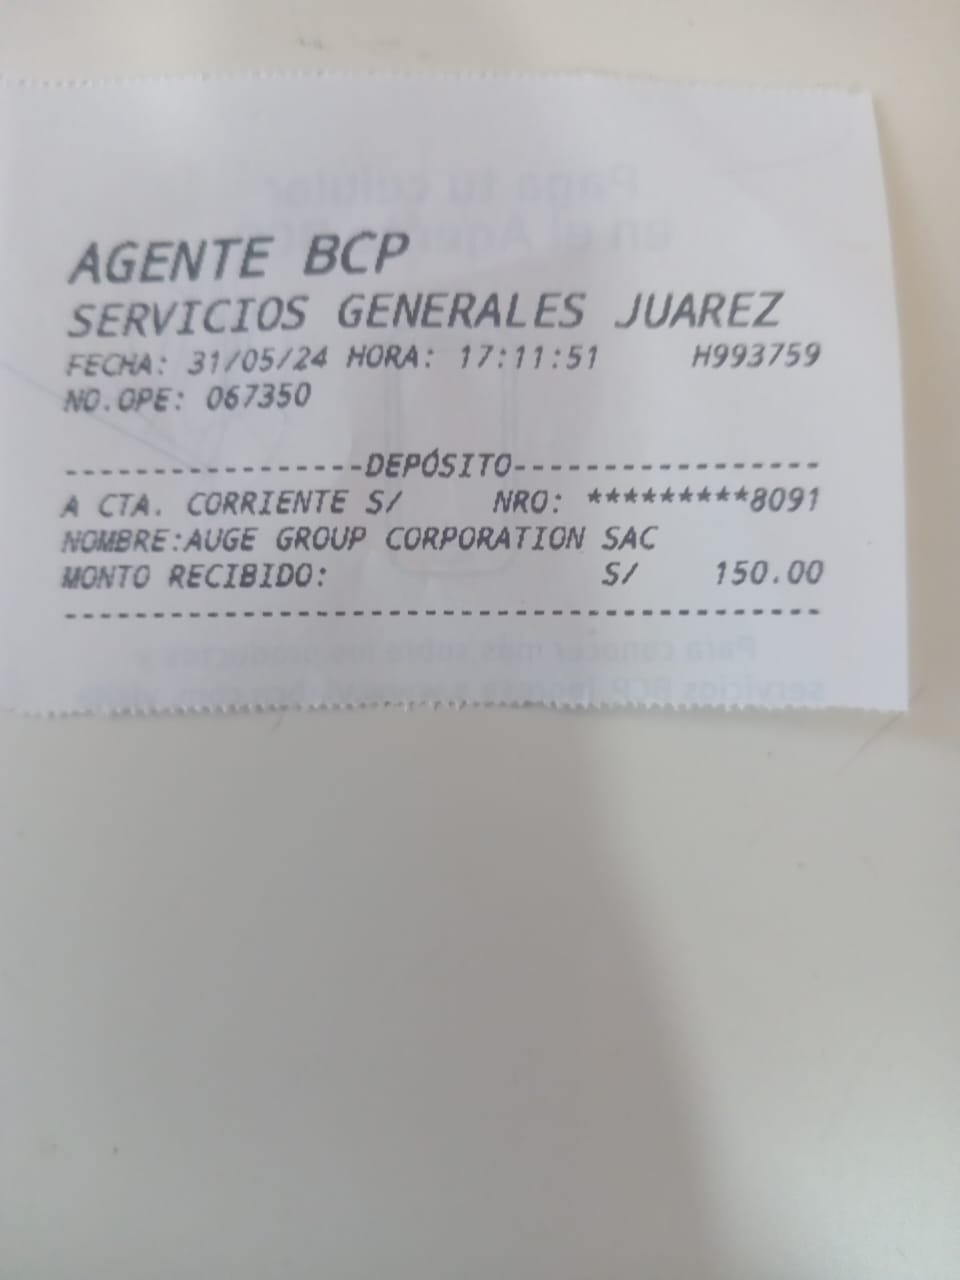 AGENTE BCP
SERVICIOS GENERALES JUAREZ
FECHA: 31/05/24 HORA: 17:11:51 H993759
NO.OPE: 067350
-----------------DEPÓSITO-----------------
A CTA. CORRIENTE S/ NRO: *********8091
NOMBRE:AUGE GROUP CORPORATION SAC
MONTO RECIBIDO: S/ 150.00
-------------------------------------------